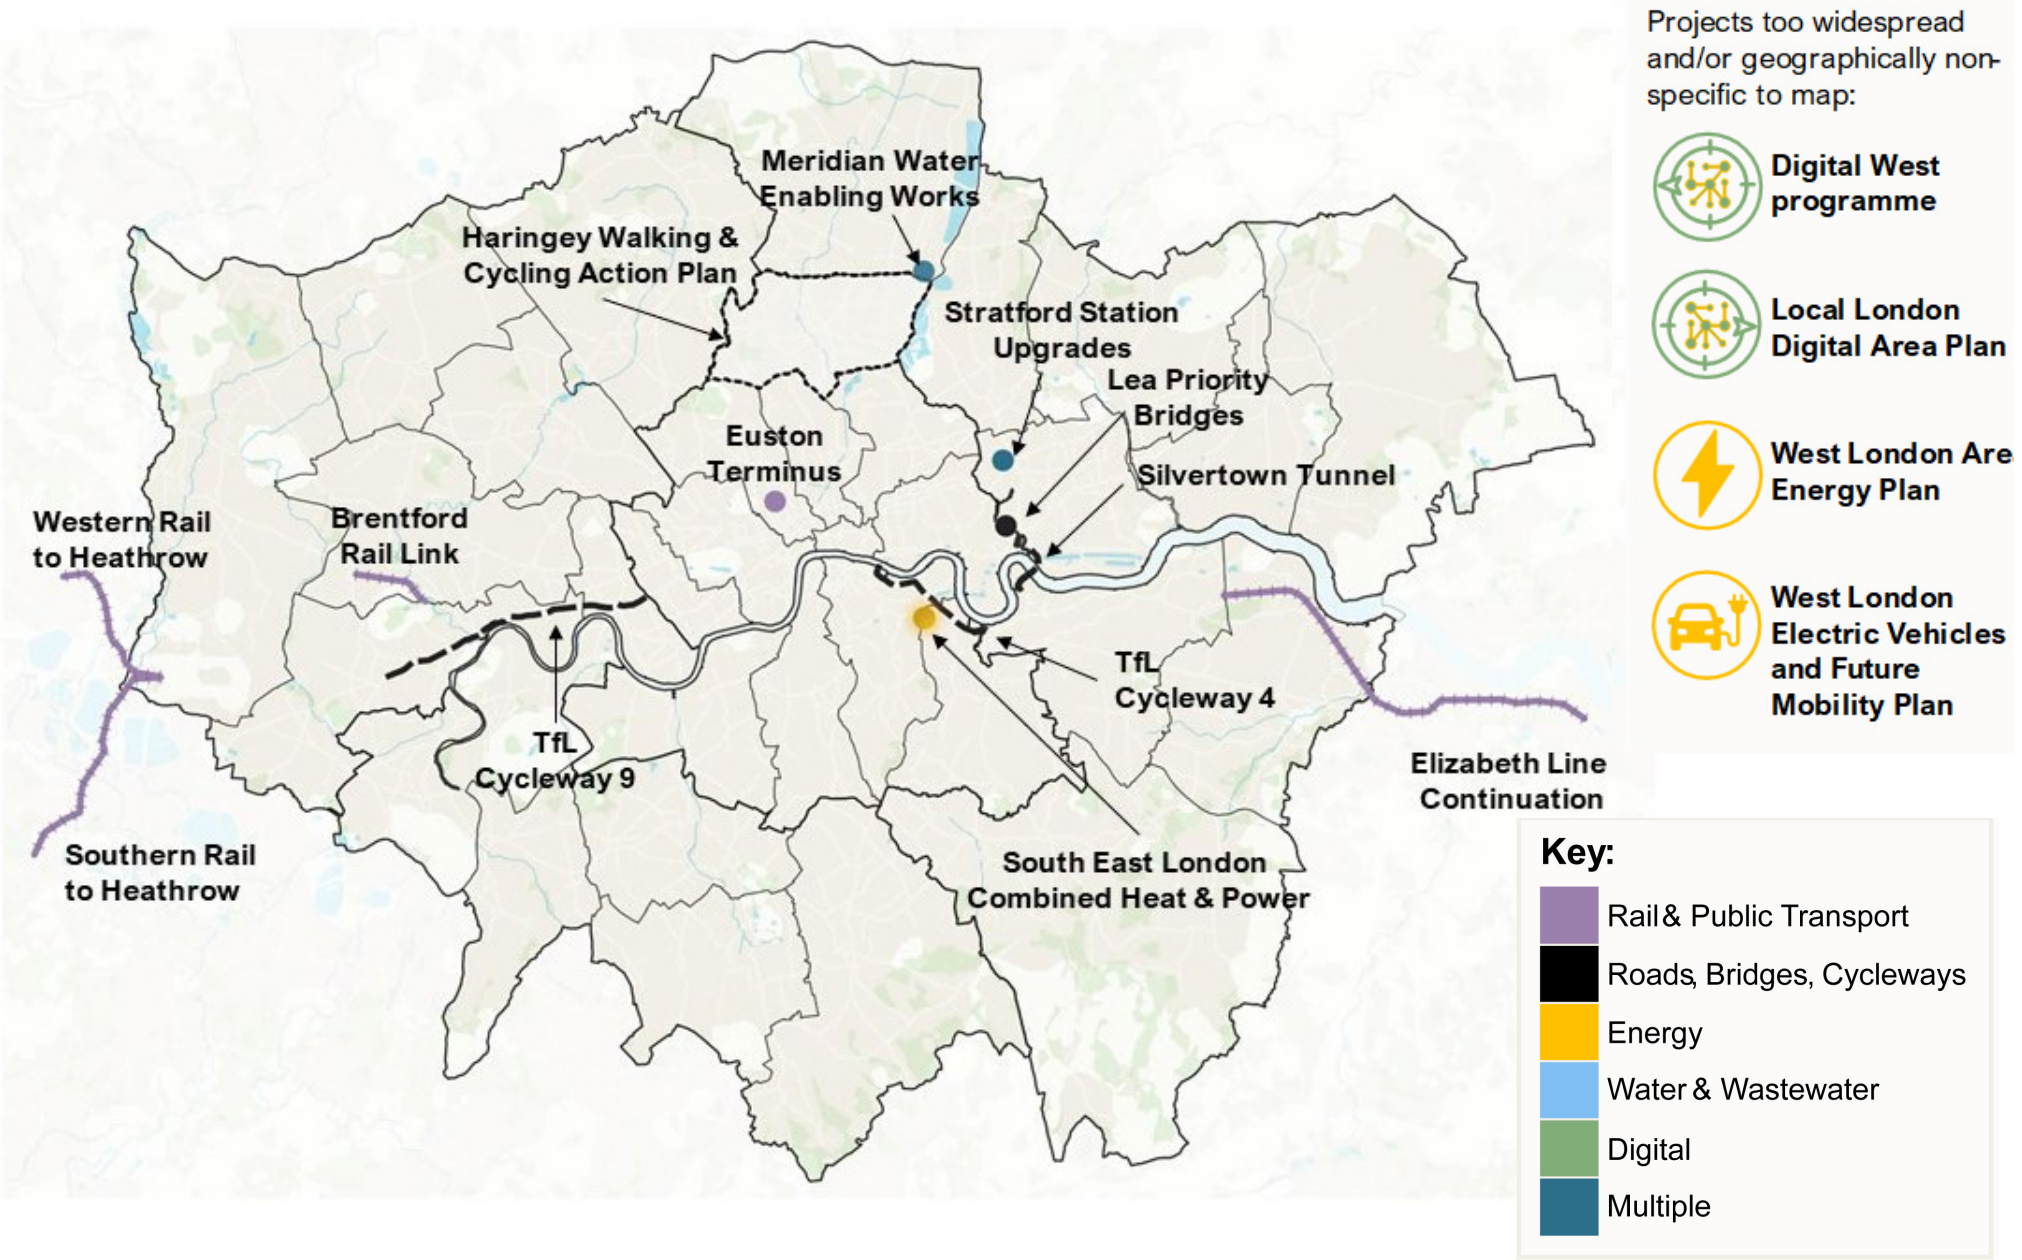 Projects too widespread
and/or geographically non-
specific to map:
Digital West
programme
Local London
Digital Area Plan
West London Are
Energy Plan
West London
Electric Vehicles
and Future
Mobility Plan
Meridian Water
Enabling Works
Haringey Walking &
Cycling Action Plan
Stratford Station
Upgrades
Lea Priority
Bridges
Euston
Terminus
Silvertown Tunnel
Western Rail
to Heathrow
Brentford
Rail Link
TfL
Cycleway 4
TfL
Cycleway 9
Elizabeth Line
Continuation
Southern Rail
to Heathrow
South East London
Combined Heat & Power
Key:
Rail & Public Transport
Roads, Bridges, Cycleways
Energy
Water & Wastewater
Digital
Multiple